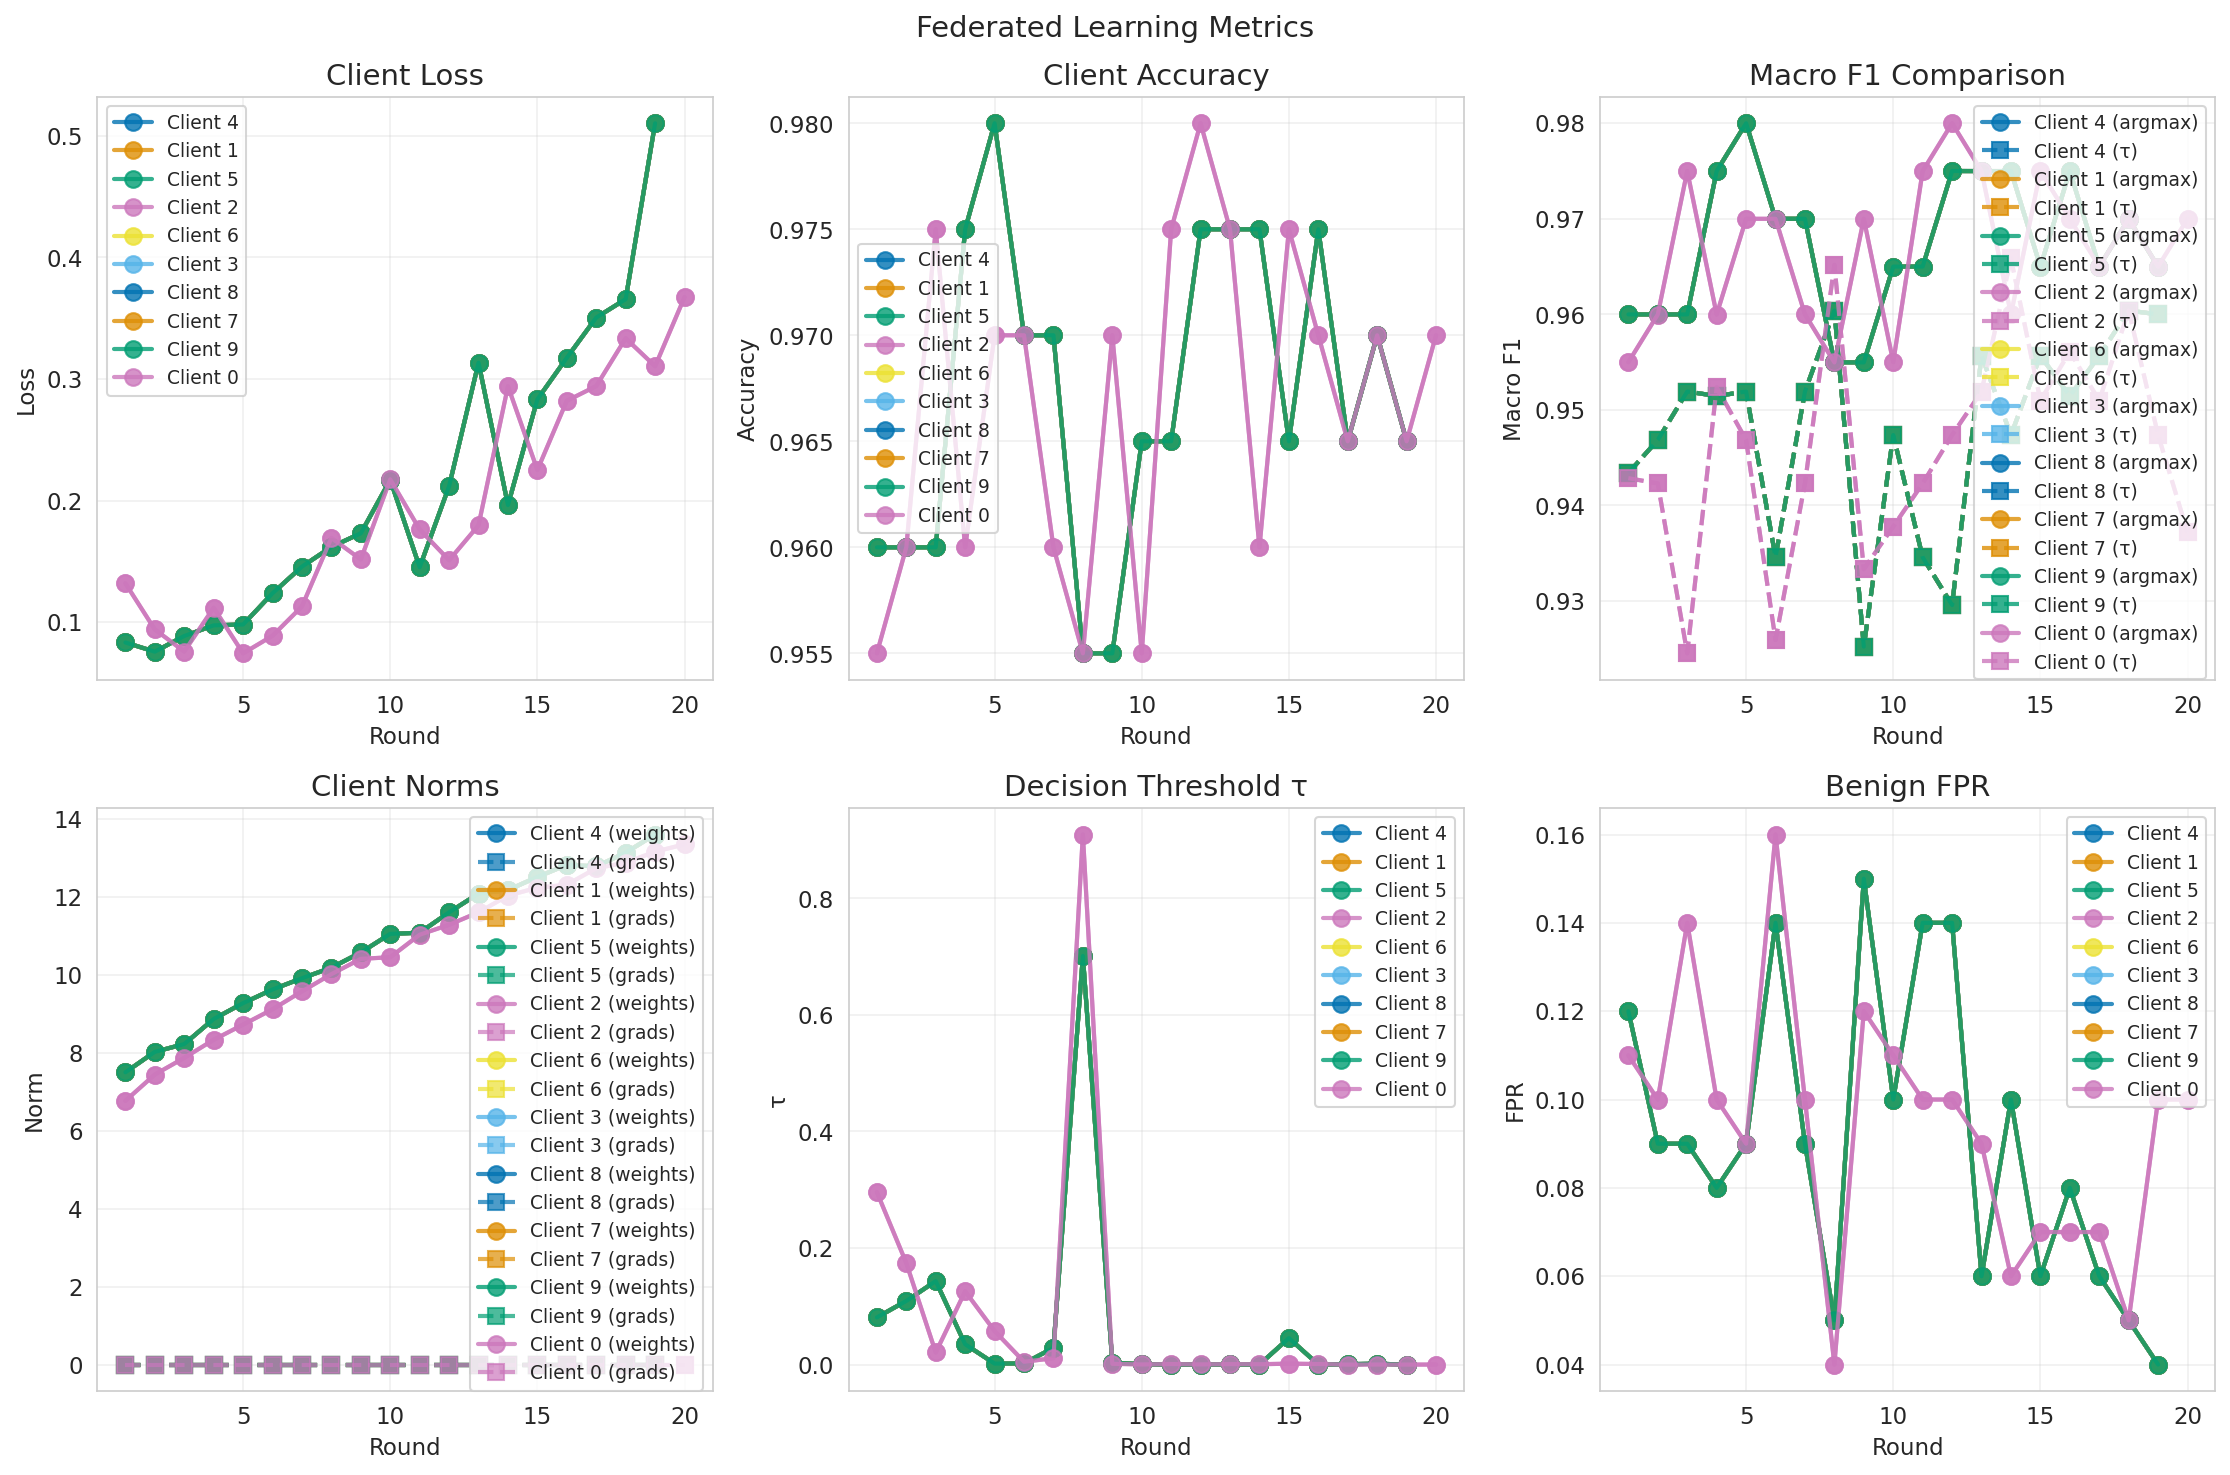 Federated Learning Metrics
Client Loss
0.5
0.4
0.3
0.2
0.1
Loss
5
10
15
20
Round
Client 4
Client 1
Client 5
Client 2
Client 6
Client 3
Client 8
Client 7
Client 9
Client 0
Client Accuracy
0.980
0.975
0.970
0.965
0.960
0.955
Accuracy
5
10
15
20
Round
Client 4
Client 1
Client 5
Client 2
Client 6
Client 3
Client 8
Client 7
Client 9
Client 0
Macro F1 Comparison
0.98
0.97
0.96
0.95
0.94
0.93
Macro F1
5
10
15
20
Round
Client 4 (argmax)
Client 4 (τ)
Client 1 (argmax)
Client 1 (τ)
Client 5 (argmax)
Client 5 (τ)
Client 2 (argmax)
Client 2 (τ)
Client 6 (argmax)
Client 6 (τ)
Client 3 (argmax)
Client 3 (τ)
Client 8 (argmax)
Client 8 (τ)
Client 7 (argmax)
Client 7 (τ)
Client 9 (argmax)
Client 9 (τ)
Client 0 (argmax)
Client 0 (τ)
Client Norms
14
12
10
8
6
4
2
0
Norm
5
10
15
20
Round
Client 4 (weights)
Client 4 (grads)
Client 1 (weights)
Client 1 (grads)
Client 5 (weights)
Client 5 (grads)
Client 2 (weights)
Client 2 (grads)
Client 6 (weights)
Client 6 (grads)
Client 3 (weights)
Client 3 (grads)
Client 8 (weights)
Client 8 (grads)
Client 7 (weights)
Client 7 (grads)
Client 9 (weights)
Client 9 (grads)
Client 0 (weights)
Client 0 (grads)
Decision Threshold τ
0.8
0.6
0.4
0.2
0.0
τ
5
10
15
20
Round
Client 4
Client 1
Client 5
Client 2
Client 6
Client 3
Client 8
Client 7
Client 9
Client 0
Benign FPR
0.16
0.14
0.12
0.10
0.08
0.06
0.04
FPR
5
10
15
20
Round
Client 4
Client 1
Client 5
Client 2
Client 6
Client 3
Client 8
Client 7
Client 9
Client 0